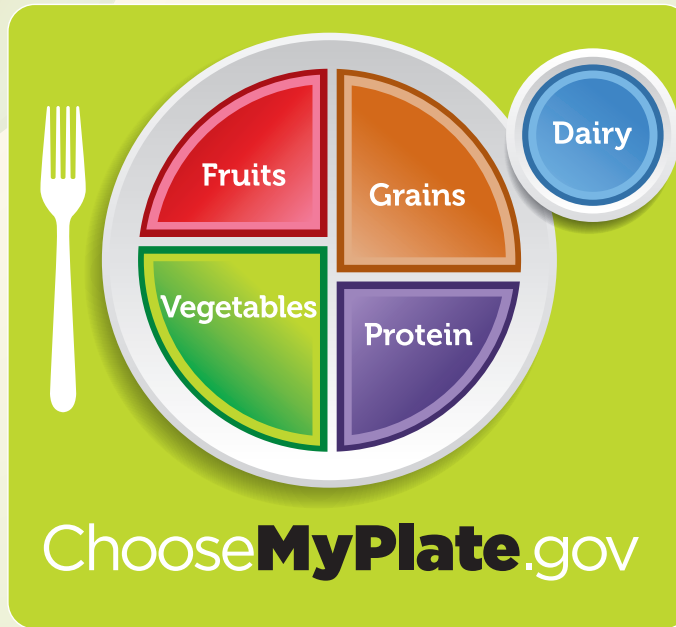 Fruits
Grains
Dairy
Vegetables
Protein
ChooseMyPlate.gov